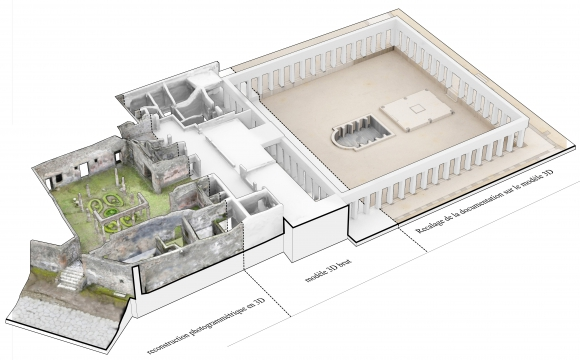 reconstruction photogrammétrique en 3D
modèle 3D brut
Recalage de la documentation sur le modèle 3D